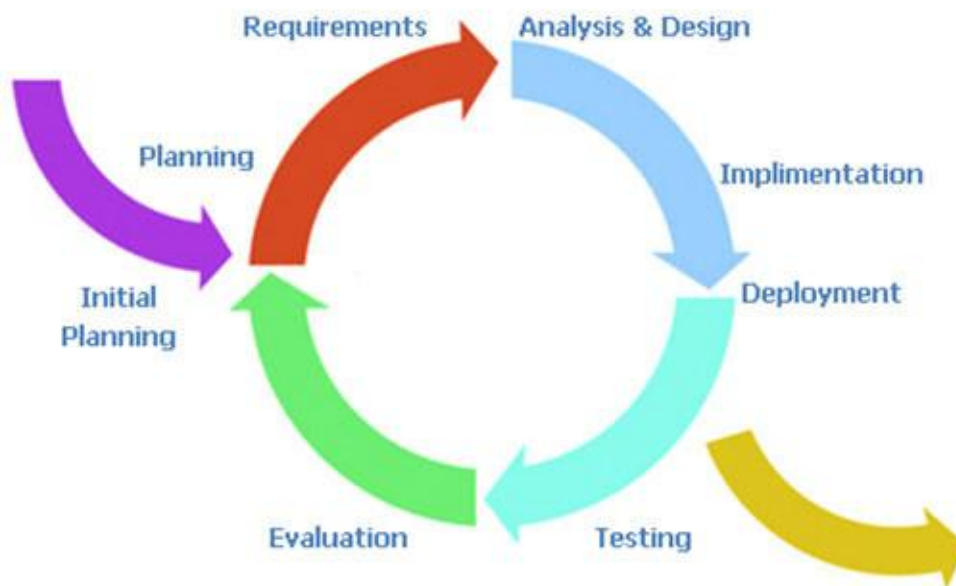 Requirements
Analysis & Design
Planning
Implimentation
Initial
Planning
Deployment
Evaluation
Testing